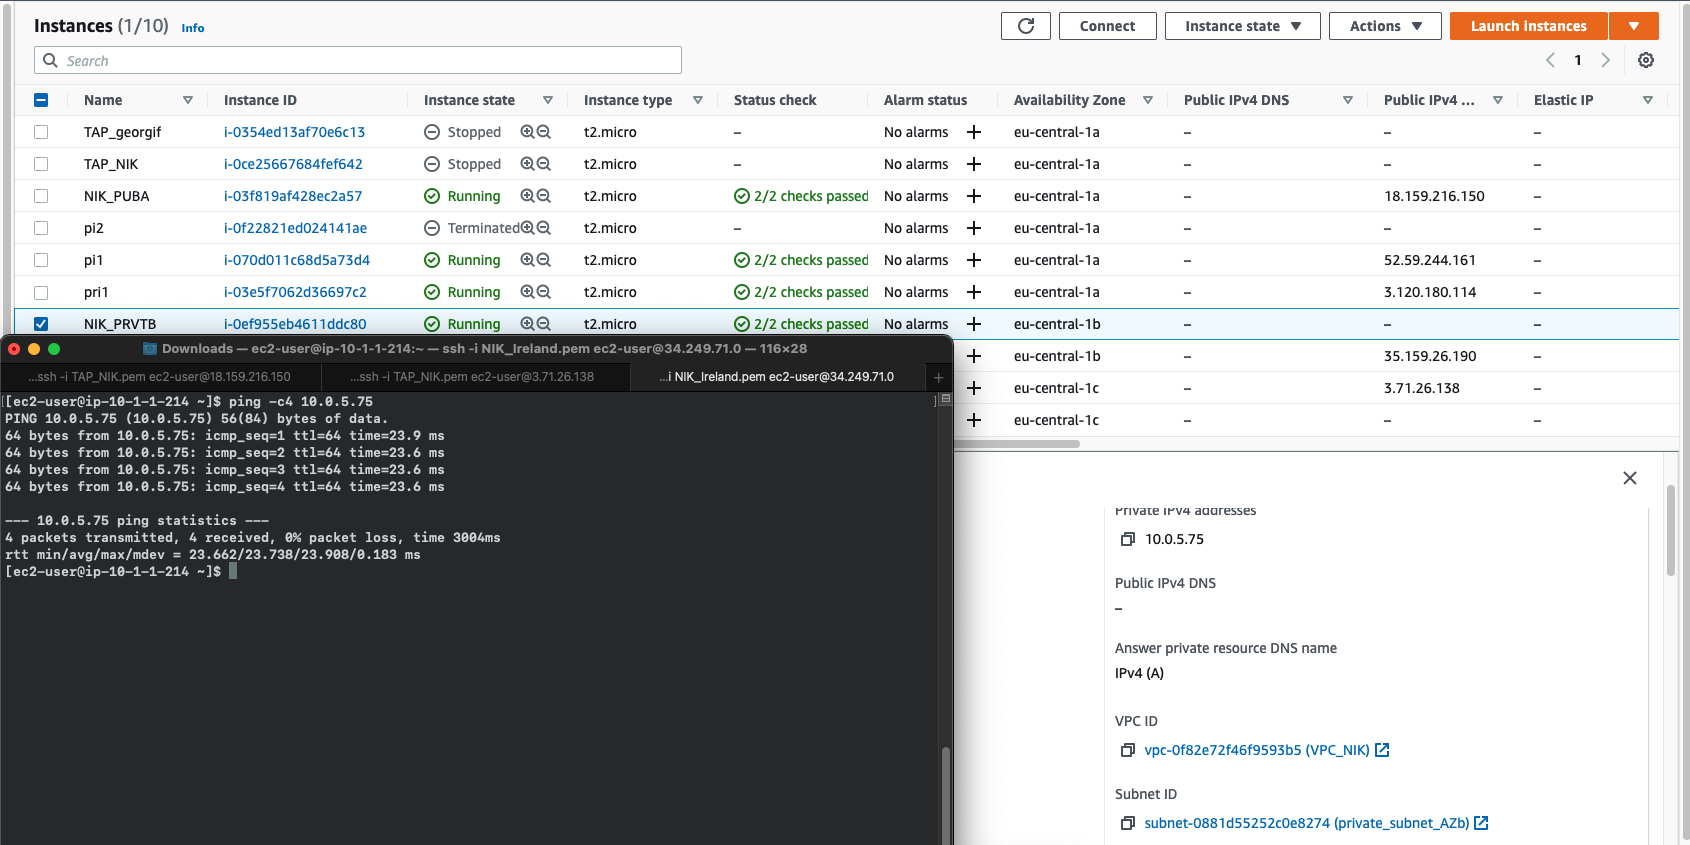 Instances (1/10) Info
Connect Instance state Actions Launch instances
Search
1
Name Instance ID Instance state Instance type Status check Alarm status Availability Zone Public IPv4 DNS Public IPv4 ... Elastic IP
TAP_georgif i-0354ed13af70e6c13 Stopped t2.micro – No alarms + eu-central-1a – – –
TAP_NIK i-0ce25667684fef642 Stopped t2.micro – No alarms + eu-central-1a – – –
NIK_PUBA i-03f819af428ec2a57 Running t2.micro 2/2 checks passed No alarms + eu-central-1a – 18.159.216.150 –
pi2 i-0f22821ed024141ae Terminated t2.micro – No alarms + eu-central-1a – – –
pi1 i-070d011c68d5a73d4 Running t2.micro 2/2 checks passed No alarms + eu-central-1a – 52.59.244.161 –
pri1 i-03e5f7062d36697c2 Running t2.micro 2/2 checks passed No alarms + eu-central-1a – 3.120.180.114 –
NIK_PRVTB i-0ef955eb4611ddc80 Running t2.micro 2/2 checks passed No alarms + eu-central-1b – – –
+ eu-central-1b – 35.159.26.190 –
+ eu-central-1c – 3.71.26.138 –
+ eu-central-1c – – –
Downloads — ec2-user@ip-10-1-1-214:~ — ssh -i NIK_Ireland.pem ec2-user@34.249.71.0 — 116×28
...ssh -i TAP_NIK.pem ec2-user@18.159.216.150 ...ssh -i TAP_NIK.pem ec2-user@3.71.26.138 ...i NIK_Ireland.pem ec2-user@34.249.71.0 +
[[ec2-user@ip-10-1-1-214 ~]$ ping -c4 10.0.5.75 ]
PING 10.0.5.75 (10.0.5.75) 56(84) bytes of data.
64 bytes from 10.0.5.75: icmp_seq=1 ttl=64 time=23.9 ms
64 bytes from 10.0.5.75: icmp_seq=2 ttl=64 time=23.6 ms
64 bytes from 10.0.5.75: icmp_seq=3 ttl=64 time=23.6 ms
64 bytes from 10.0.5.75: icmp_seq=4 ttl=64 time=23.6 ms
--- 10.0.5.75 ping statistics ---
4 packets transmitted, 4 received, 0% packet loss, time 3004ms
rtt min/avg/max/mdev = 23.662/23.738/23.908/0.183 ms
[ec2-user@ip-10-1-1-214 ~]$
Private IPv4 addresses
10.0.5.75
Public IPv4 DNS
–
Answer private resource DNS name
IPv4 (A)
VPC ID
vpc-0f82e72f46f9593b5 (VPC_NIK)
Subnet ID
subnet-0881d55252c0e8274 (private_subnet_AZb)